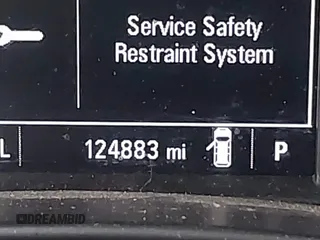 Service Safety
Restraint System
L 124883 mi P
DREAMBID